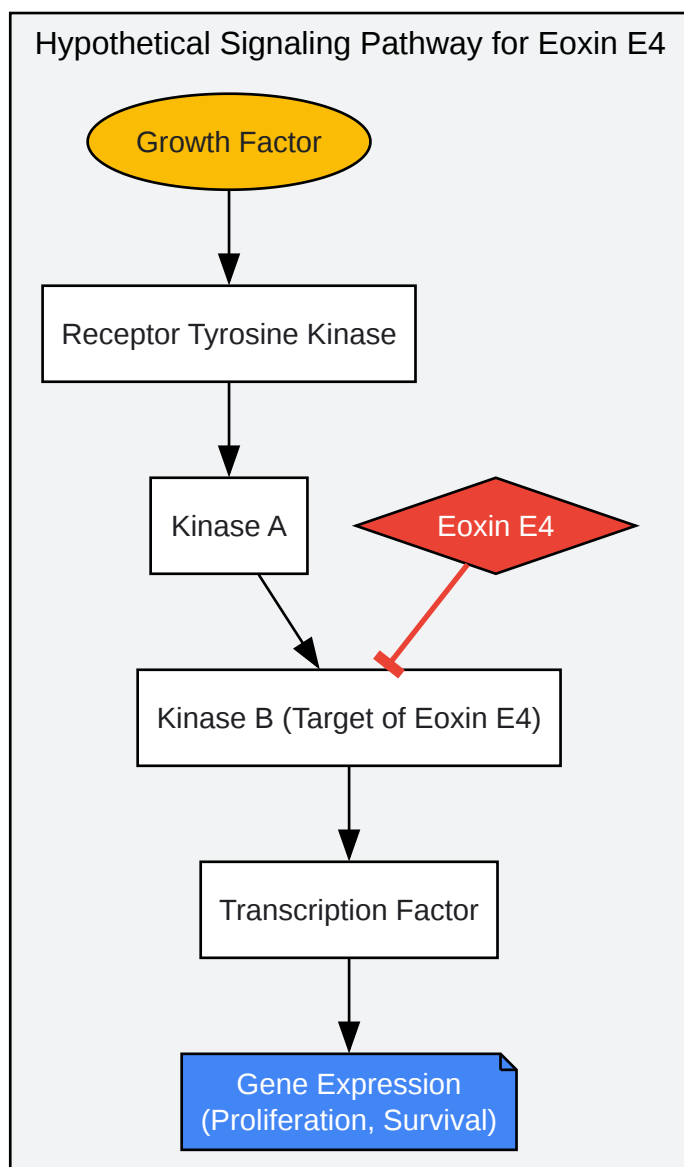 Hypothetical Signaling Pathway for Eoxin E4
Growth Factor
Receptor Tyrosine Kinase
Kinase A
Eoxin E4
Kinase B (Target of Eoxin E4)
Transcription Factor
Gene Expression
(Proliferation, Survival)